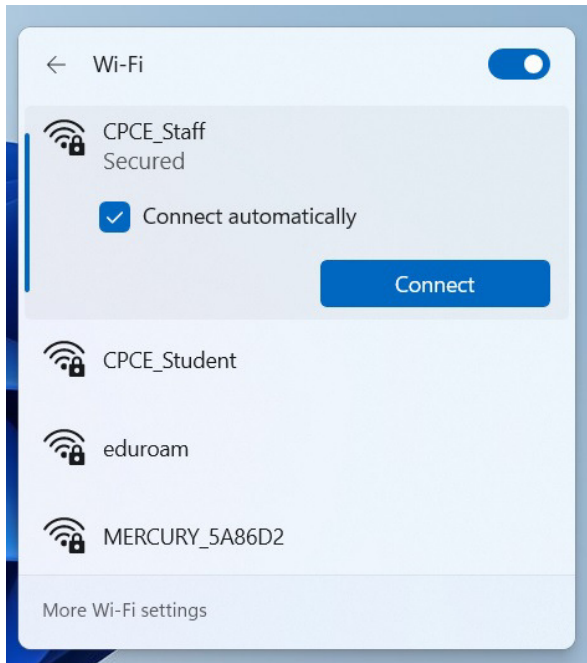 Wi-Fi
CPCE_Staff
Secured
Connect automatically
Connect
CPCE_Student
eduroam
MERCURY_5A86D2
More Wi-Fi settings